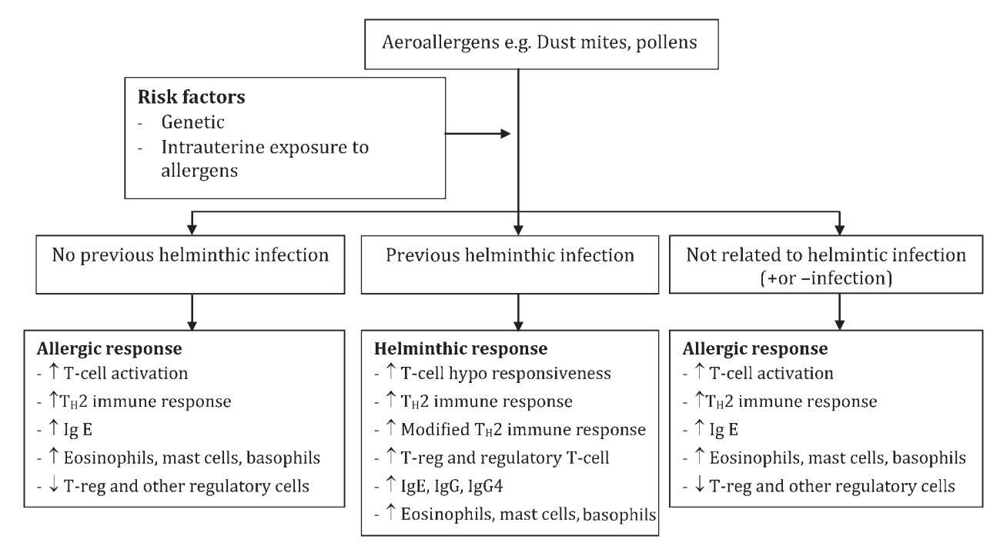 Aeroallergens e.g. Dust mites, pollens
Risk factors
- Genetic
- Intrauterine exposure to
allergens
No previous helminthic infection
Previous helminthic infection
Not related to helmintic infection
(+or –infection)
Allergic response
- ↑ T-cell activation
- ↑TH2 immune response
- ↑ Ig E
- ↑ Eosinophils, mast cells, basophils
- ↓ T-reg and other regulatory cells
Helminthic response
- ↑ T-cell hypo responsiveness
- ↑ TH2 immune response
- ↑ Modified TH2 immune response
- ↑ T-reg and regulatory T-cell
- ↑ IgE, IgG, IgG4
- ↑ Eosinophils, mast cells, basophils
Allergic response
- ↑ T-cell activation
- ↑TH2 immune response
- ↑ Ig E
- ↑ Eosinophils, mast cells, basophils
- ↓ T-reg and other regulatory cells